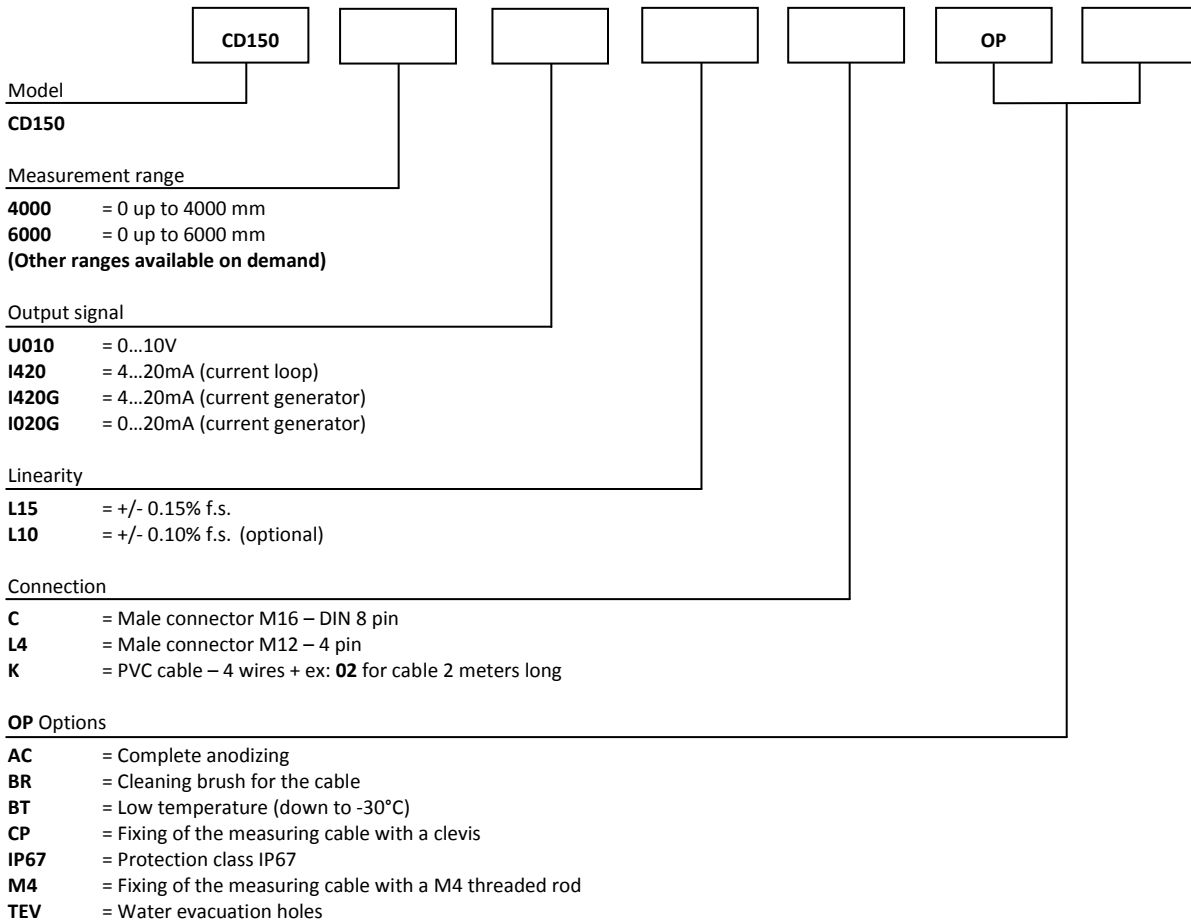 CD150 OP
Model
CD150
Measurement range
4000 = 0 up to 4000 mm
6000 = 0 up to 6000 mm
(Other ranges available on demand)
Output signal
U010 = 0…10V
I420 = 4…20mA (current loop)
I420G = 4…20mA (current generator)
I020G = 0…20mA (current generator)
Linearity
L15 = +/- 0.15% f.s.
L10 = +/- 0.10% f.s. (optional)
Connection
C = Male connector M16 – DIN 8 pin
L4 = Male connector M12 – 4 pin
K = PVC cable – 4 wires + ex: 02 for cable 2 meters long
OP Options
AC = Complete anodizing
BR = Cleaning brush for the cable
BT = Low temperature (down to -30°C)
CP = Fixing of the measuring cable with a clevis
IP67 = Protection class IP67
M4 = Fixing of the measuring cable with a M4 threaded rod
TEV = Water evacuation holes